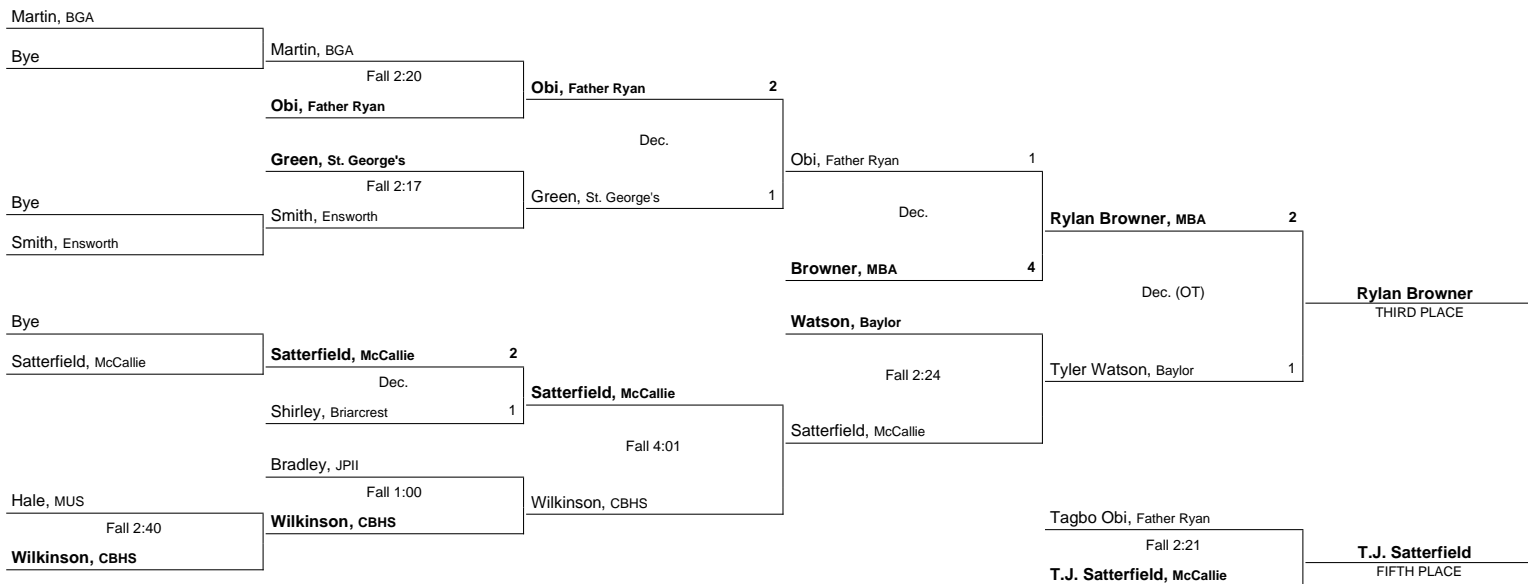 Martin, BGA
Bye
Bye
Smith, Ensworth
Bye
Satterfield, McCallie
Hale, MUS
Fall 2:40
Wilkinson, CBHS
Martin, BGA
Fall 2:20
Obi, Father Ryan
Green, St. George's
Fall 2:17
Smith, Ensworth
Satterfield, McCallie 2
Dec.
Shirley, Briarcrest 1
Bradley, JPII
Fall 1:00
Wilkinson, CBHS
Obi, Father Ryan 2
Dec.
Green, St. George's 1
Satterfield, McCallie
Fall 4:01
Wilkinson, CBHS
Obi, Father Ryan 1
Dec.
Browner, MBA 4
Watson, Baylor
Fall 2:24
Satterfield, McCallie
Rylan Browner, MBA 2
Dec. (OT)
Tyler Watson, Baylor 1
Rylan Browner
THIRD PLACE
Tagbo Obi, Father Ryan
Fall 2:21
T.J. Satterfield, McCallie
T.J. Satterfield
FIFTH PLACE